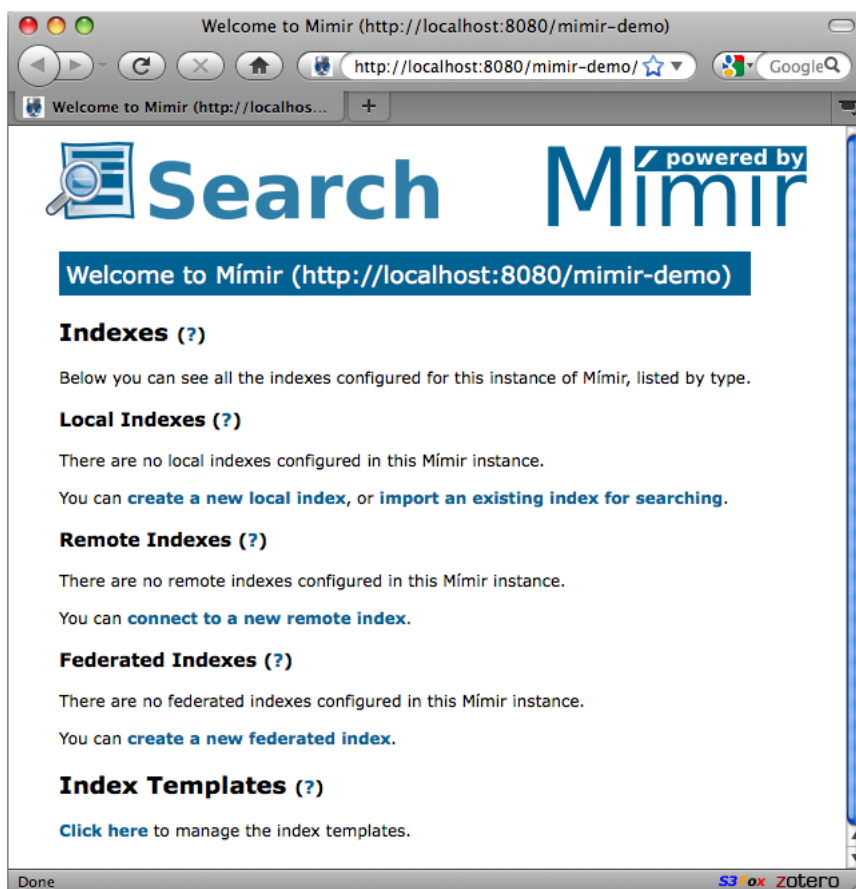 Welcome to Mimir (http://localhost:8080/mimir-demo)
http://localhost:8080/mimir-demo/
Google
Welcome to Mimir (http://localhos...
+
Search
powered by
Mímir
Welcome to Mímir (http://localhost:8080/mimir-demo)
Indexes (?)
Below you can see all the indexes configured for this instance of Mímir, listed by type.
Local Indexes (?)
There are no local indexes configured in this Mímir instance.
You can create a new local index, or import an existing index for searching.
Remote Indexes (?)
There are no remote indexes configured in this Mímir instance.
You can connect to a new remote index.
Federated Indexes (?)
There are no federated indexes configured in this Mímir instance.
You can create a new federated index.
Index Templates (?)
Click here to manage the index templates.
Done
S3Fox zotero